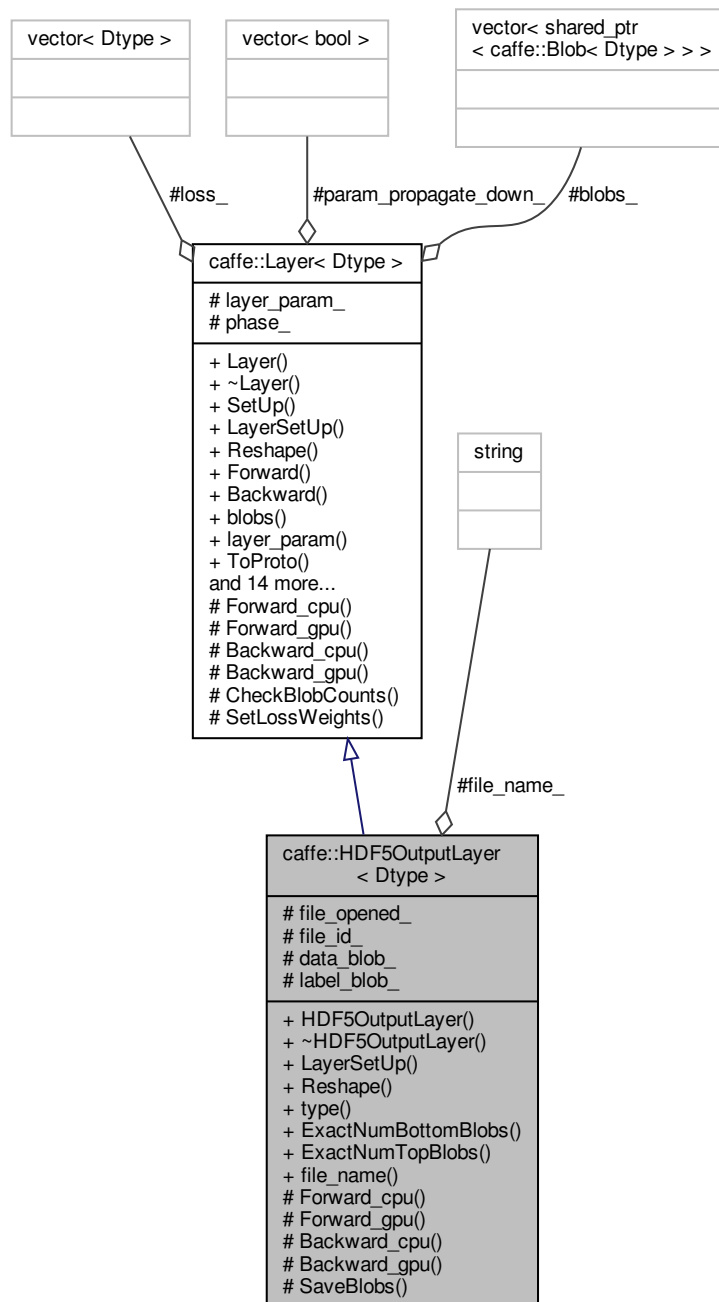 vector< Dtype >
vector< bool >
vector< shared_ptr
< caffe::Blob< Dtype > > >
#loss_
#param_propagate_down_
#blobs_
caffe::Layer< Dtype >
# layer_param_
# phase_
+ Layer()
+ ~Layer()
+ SetUp()
+ LayerSetUp()
+ Reshape()
+ Forward()
+ Backward()
+ blobs()
+ layer_param()
+ ToProto()
and 14 more...
# Forward_cpu()
# Forward_gpu()
# Backward_cpu()
# Backward_gpu()
# CheckBlobCounts()
# SetLossWeights()
string
#file_name_
caffe::HDF5OutputLayer
< Dtype >
# file_opened_
# file_id_
# data_blob_
# label_blob_
+ HDF5OutputLayer()
+ ~HDF5OutputLayer()
+ LayerSetUp()
+ Reshape()
+ type()
+ ExactNumBottomBlobs()
+ ExactNumTopBlobs()
+ file_name()
# Forward_cpu()
# Forward_gpu()
# Backward_cpu()
# Backward_gpu()
# SaveBlobs()